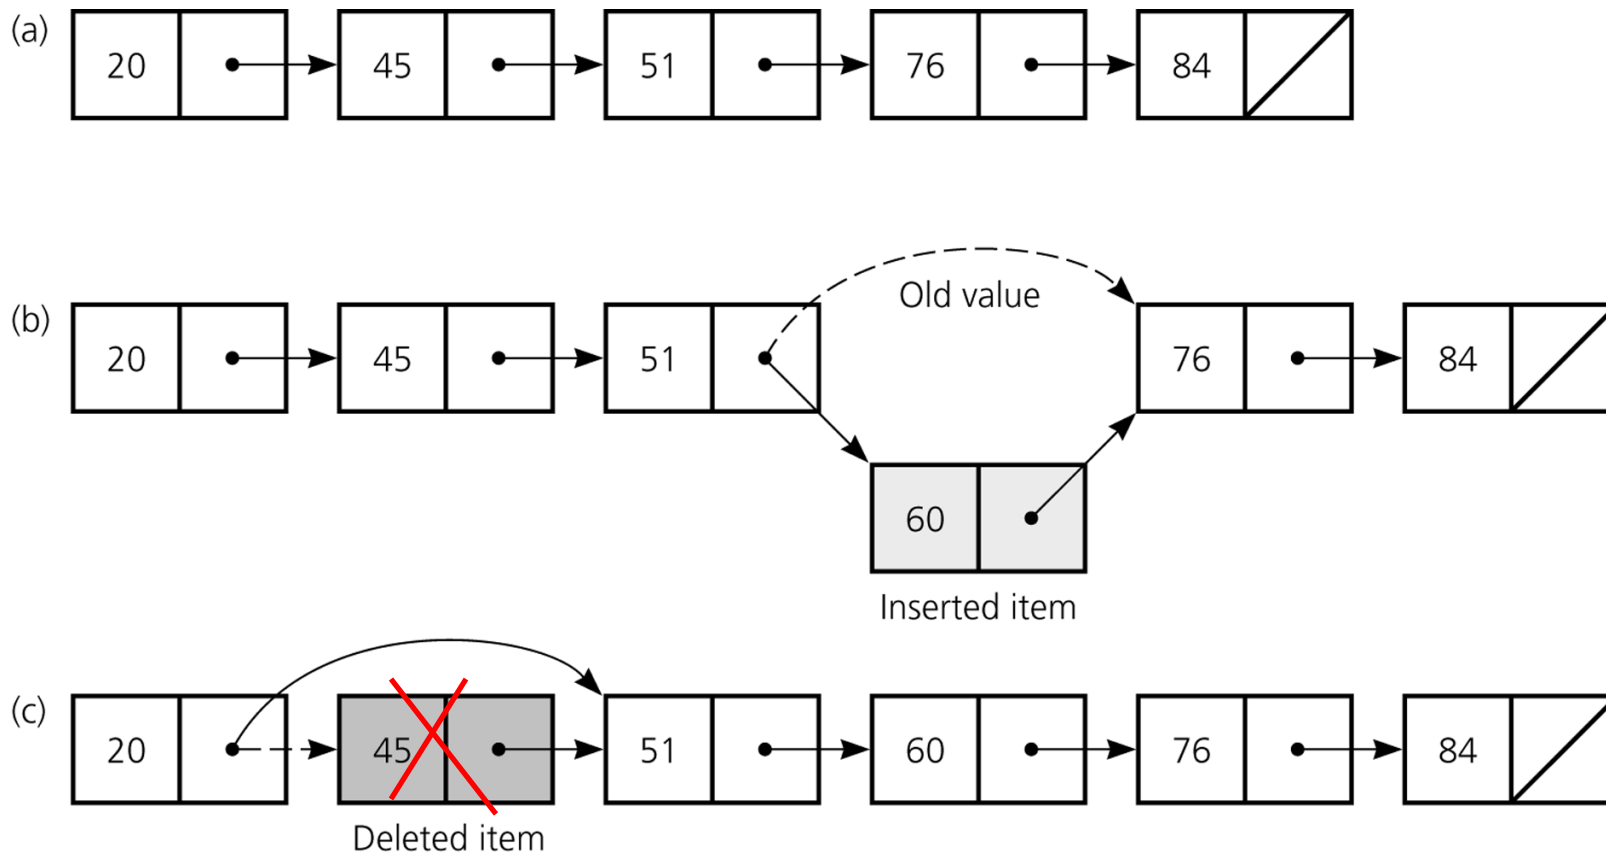 (a) 20 45 51 76 84
Old value
(b) 20 45 51 76 84
60
Inserted item
(c) 20 45 51 60 76 84
Deleted item